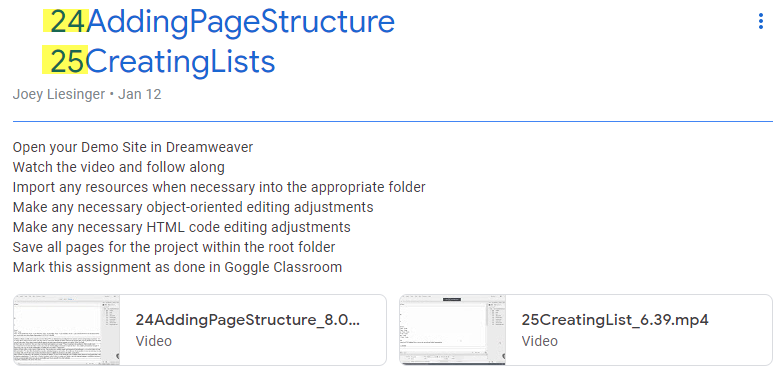 24AddingPageStructure
25CreatingLists
Joey Liesinger • Jan 12
Open your Demo Site in Dreamweaver
Watch the video and follow along
Import any resources when necessary into the appropriate folder
Make any necessary object-oriented editing adjustments
Make any necessary HTML code editing adjustments
Save all pages for the project within the root folder
Mark this assignment as done in Goggle Classroom
24AddingPageStructure_8.0...
Video
25CreatingList_6.39.mp4
Video